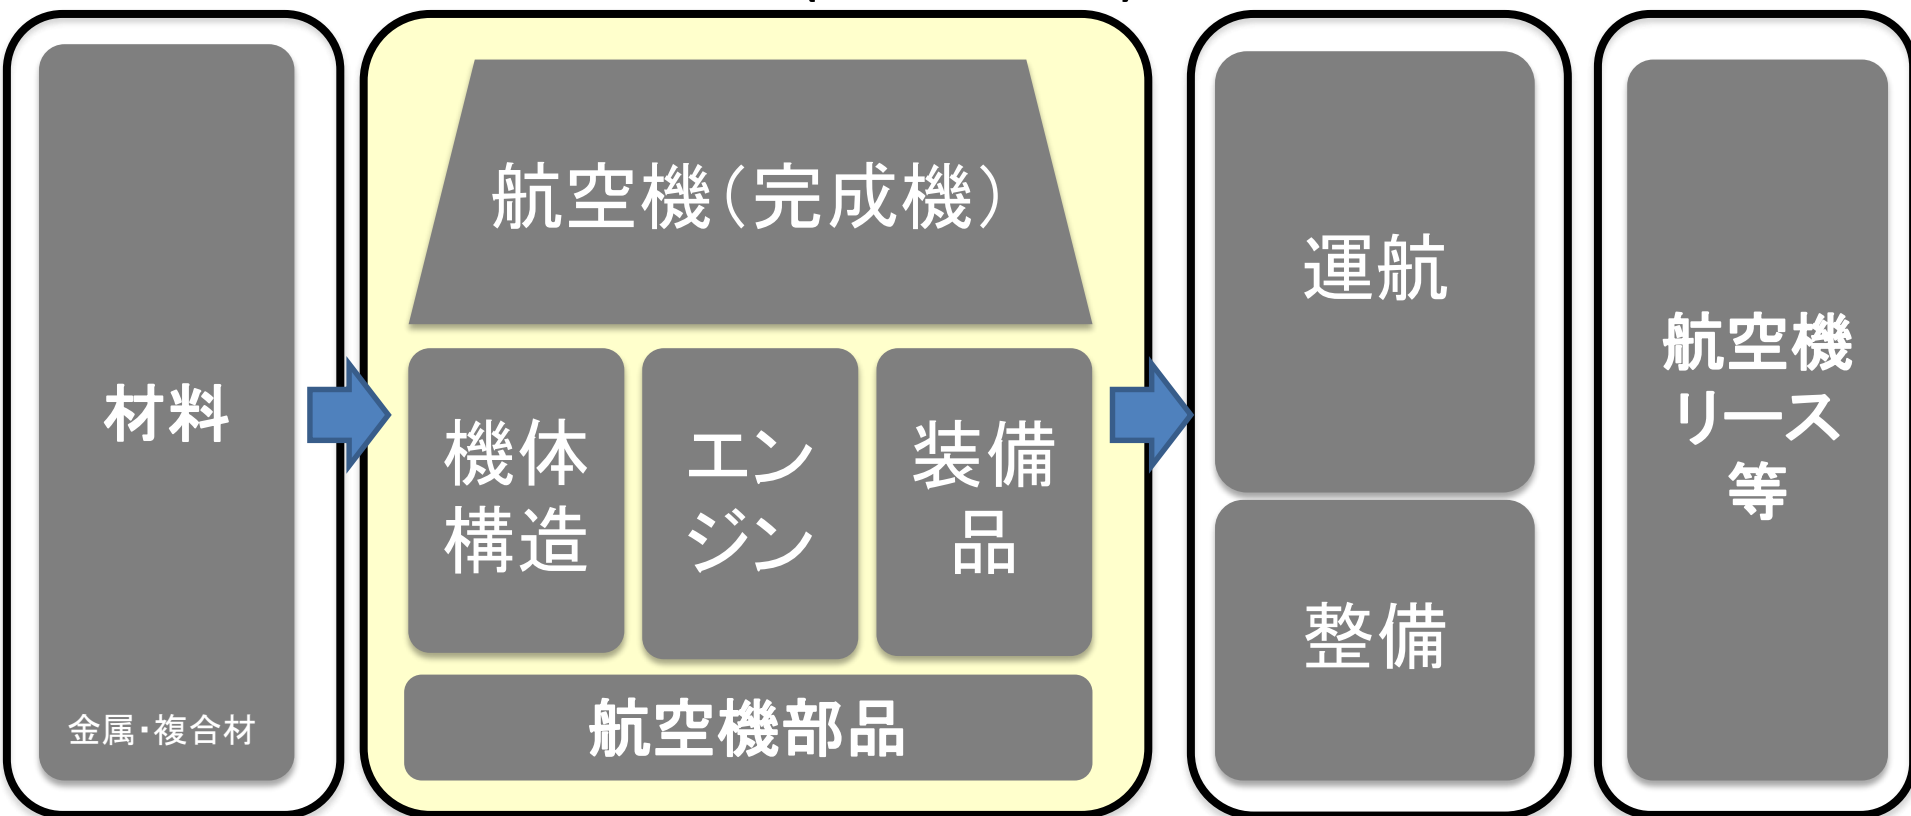 材料
金属・複合材
航空機（完成機）
機体
構造
エン
ジン
装備
品
航空機部品
運航
整備
航空機
リース
等